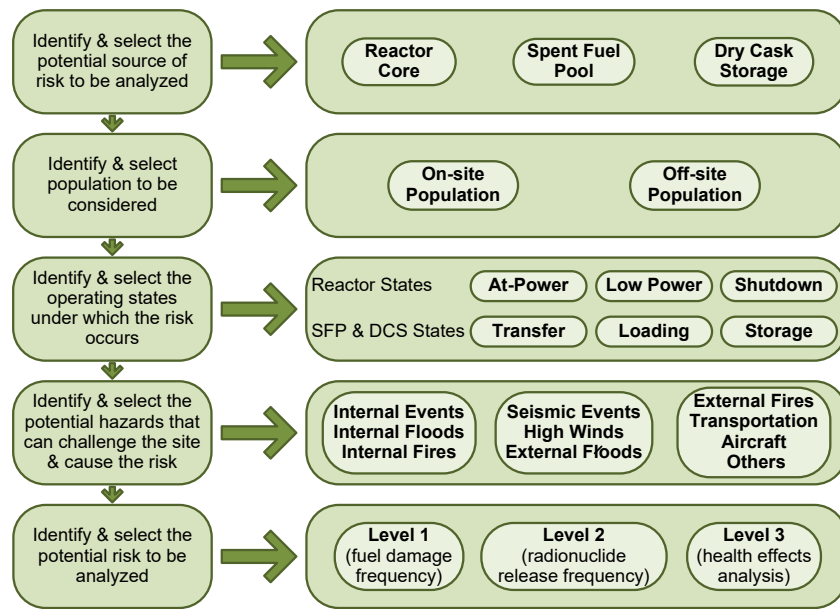 Identify & select the
potential source of
risk to be analyzed
Reactor
Core
Spent Fuel
Pool
Dry Cask
Storage
Identify & select
population to be
considered
On-site
Population
Off-site
Population
Identify & select the
operating states
under which the risk
occurs
Reactor States
At-Power
Low Power
Shutdown
SFP & DCS States
Transfer
Loading
Storage
Identify & select the
potential hazards that
can challenge the site
& cause the risk
Internal Events
Internal Floods
Internal Fires
Seismic Events
High Winds
External Floods
External Fires
Transportation
Aircraft
Others
Identify & select the
potential risk to be
analyzed
Level 1
(fuel damage
frequency)
Level 2
(radionuclide
release frequency)
Level 3
(health effects
analysis)